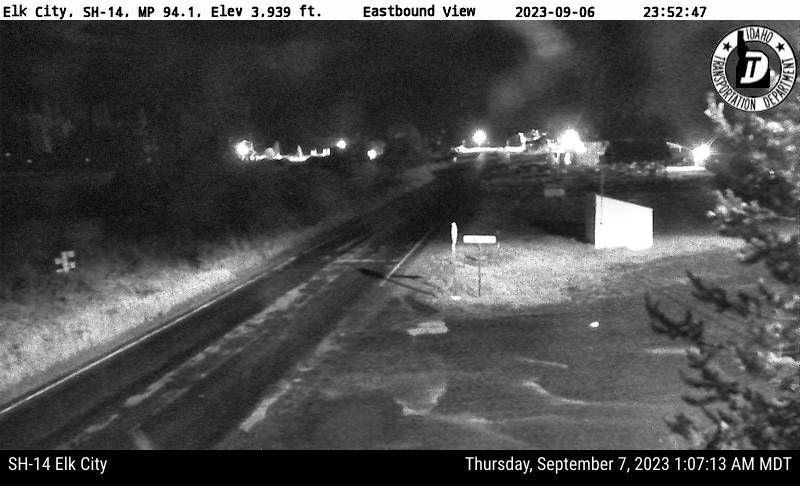 Elk City, SH-14, MP 94.1, Elev 3,939 ft. Eastbound View 2023-09-06 23:52:47
IDAHO
TRANSPORTATION DEPARTMENT
SH-14 Elk City Thursday, September 7, 2023 1:07:13 AM MDT